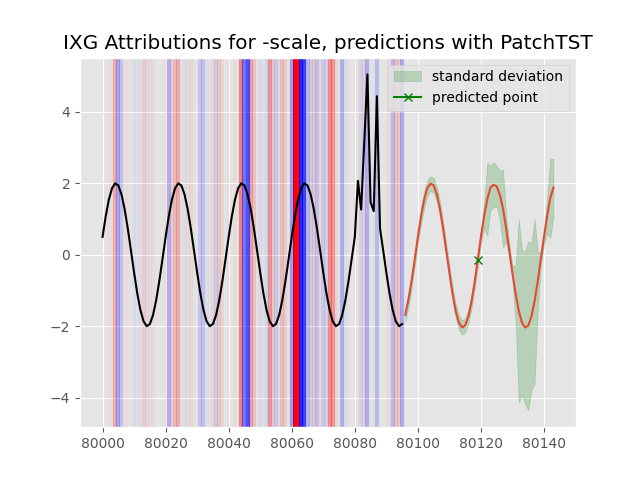 IXG Attributions for -scale, predictions with PatchTST
standard deviation
predicted point
4
2
0
−2
−4
80000 80020 80040 80060 80080 80100 80120 80140